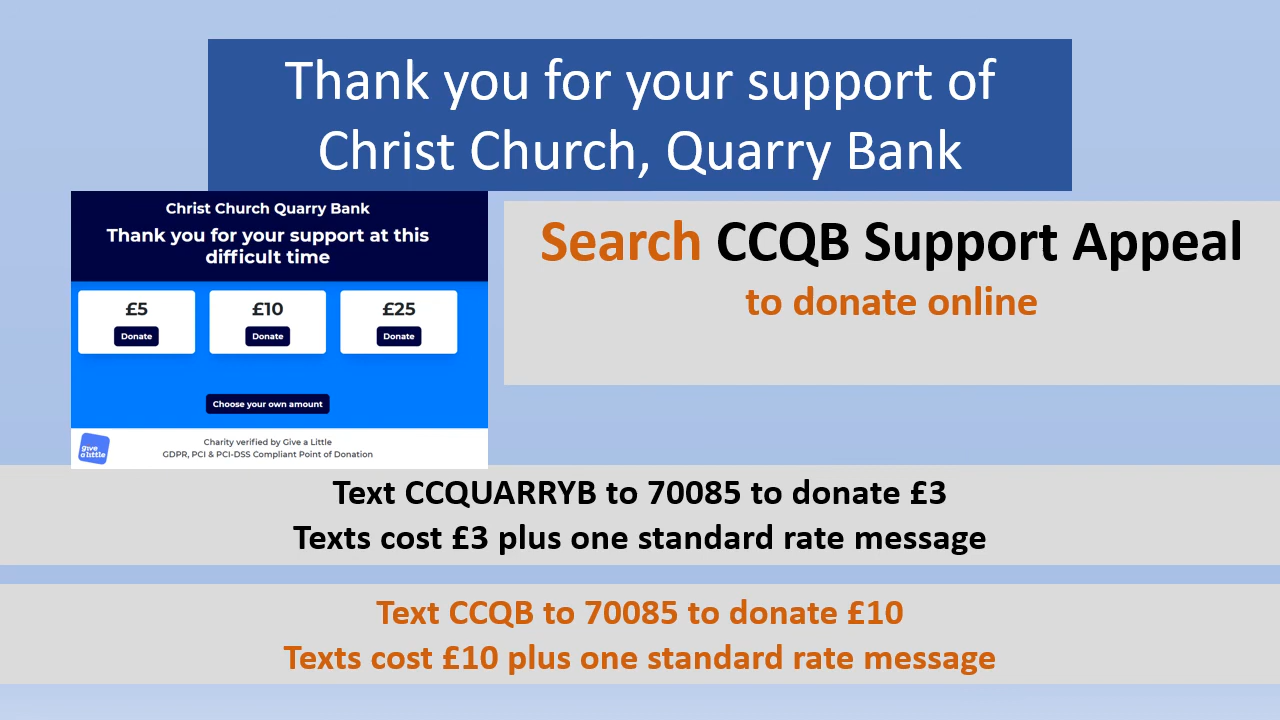 Thank you for your support of
Christ Church, Quarry Bank
Christ Church Quarry Bank
Thank you for your support at this
difficult time
£5
£10
£25
Donate
Donate
Donate
Choose your own amount
give
a little
Charity verified by Give a Little
GDPR, PCI & PCI-DSS Compliant Point of Donation
Search CCQB Support Appeal
to donate online
Text CCQUARRYB to 70085 to donate £3
Texts cost £3 plus one standard rate message
Text CCQB to 70085 to donate £10
Texts cost £10 plus one standard rate message